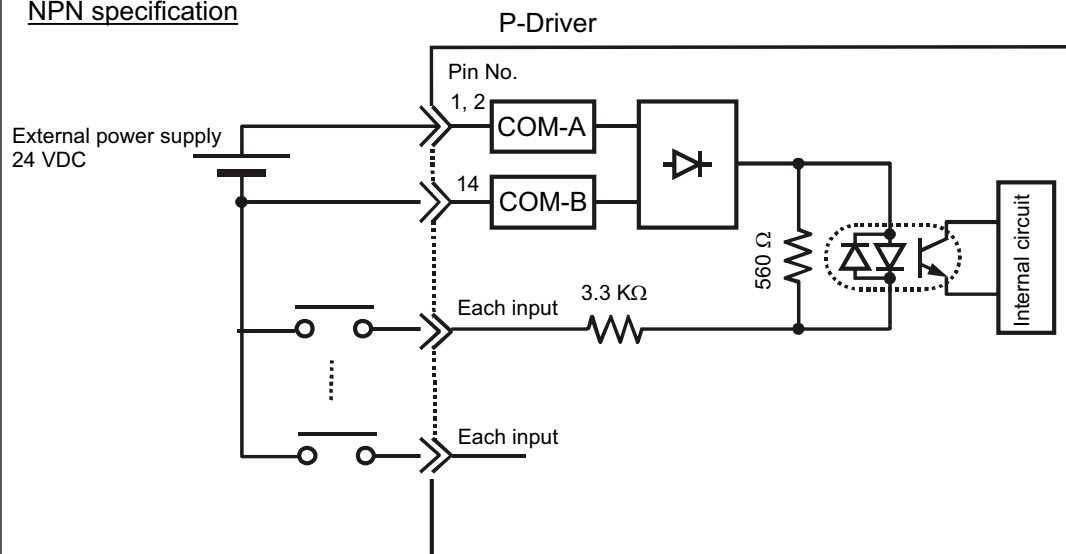 NPN specification
P-Driver
Pin No.
1, 2
COM-A
External power supply
24 VDC
14
COM-B
560 Ω
Internal circuit
Each input
3.3 KΩ
Each input